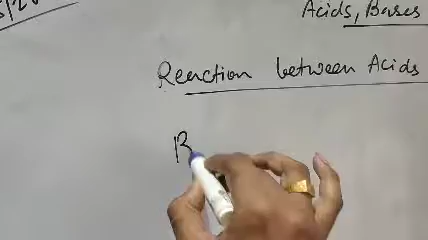 Acids, Bases
Reaction between Acids
B